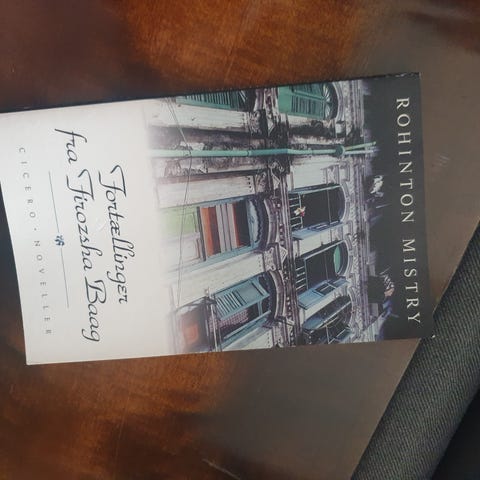 ROHINTON MISTRY
Fortællinger
fra Firozsha Baag
CICERO · NOVELLER